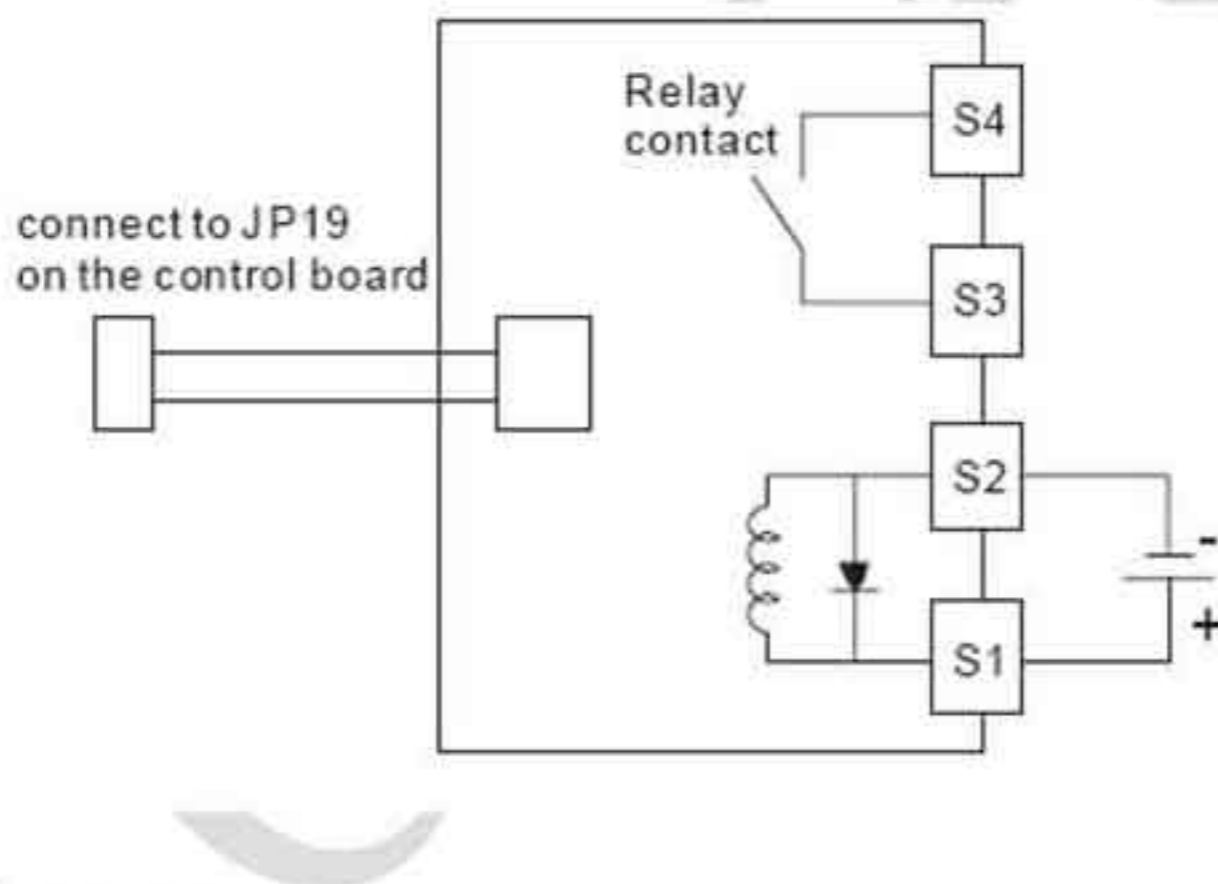 Relay
contact
S4
connect to JP19
on the control board
S3
S2
-
+
S1